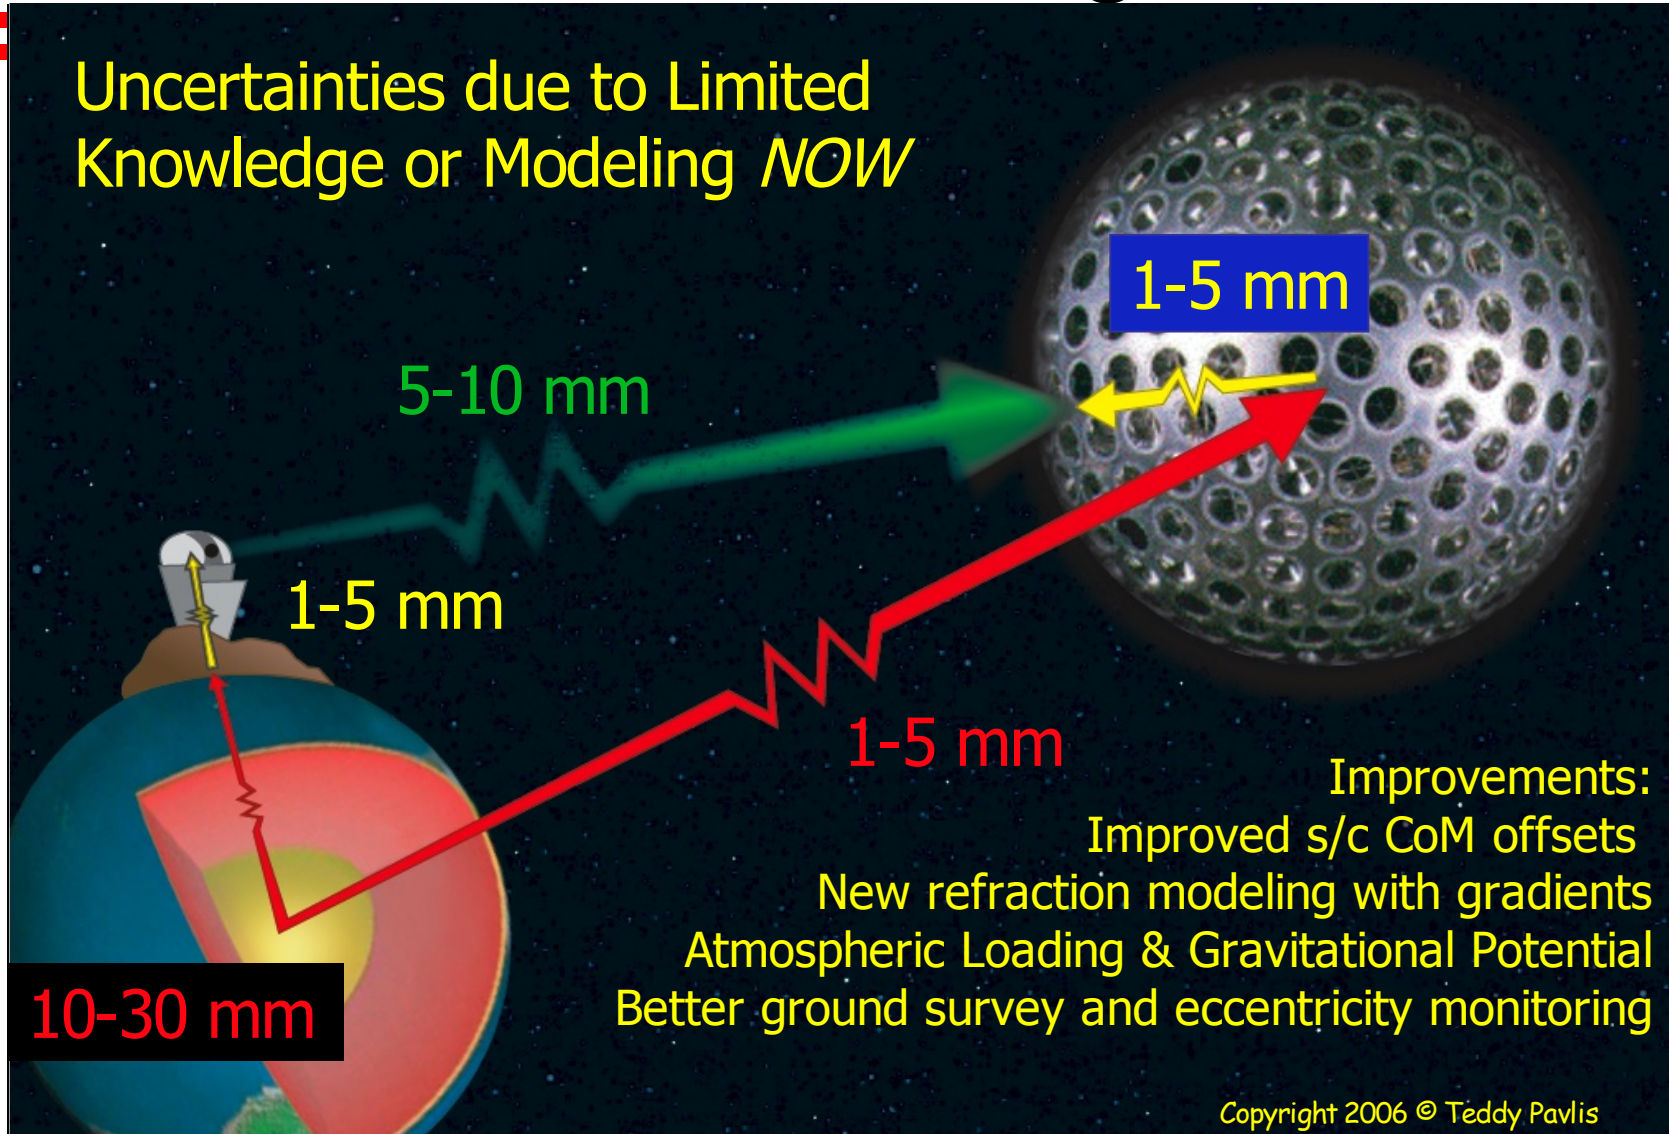 Uncertainties due to Limited
Knowledge or Modeling NOW
1-5 mm
5-10 mm
1-5 mm
1-5 mm
10-30 mm
Improvements:
Improved s/c CoM offsets
New refraction modeling with gradients
Atmospheric Loading & Gravitational Potential
Better ground survey and eccentricity monitoring
Copyright 2006 © Teddy Pavlis